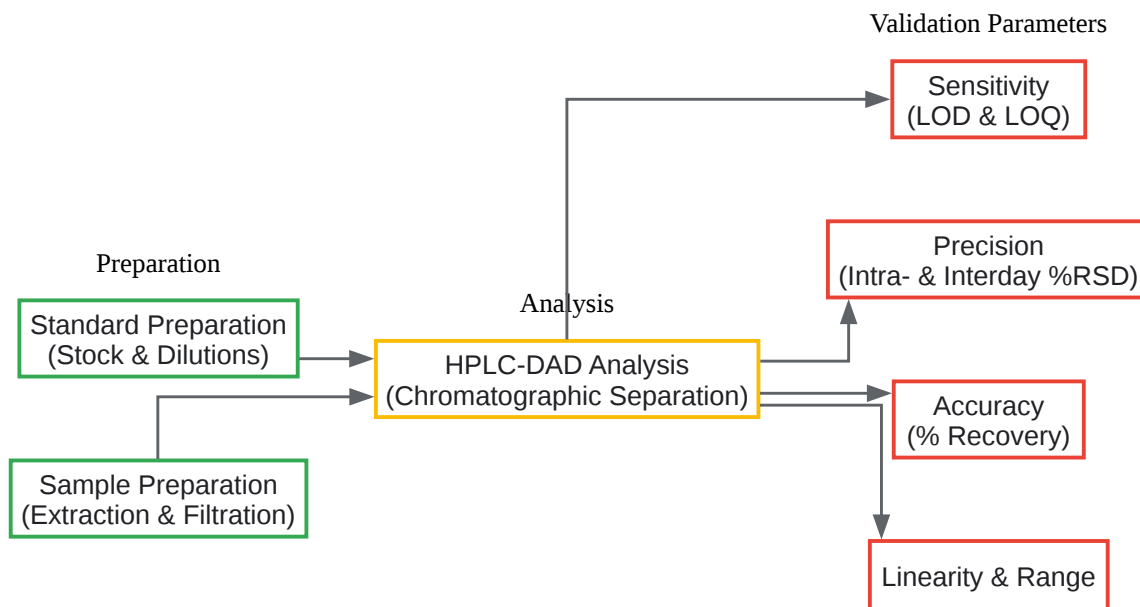 Validation Parameters
Sensitivity
(LOD & LOQ)
Precision
(Intra- & Interday %RSD)
Preparation
Analysis
Standard Preparation
(Stock & Dilutions)
HPLC-DAD Analysis
(Chromatographic Separation)
Accuracy
(% Recovery)
Sample Preparation
(Extraction & Filtration)
Linearity & Range